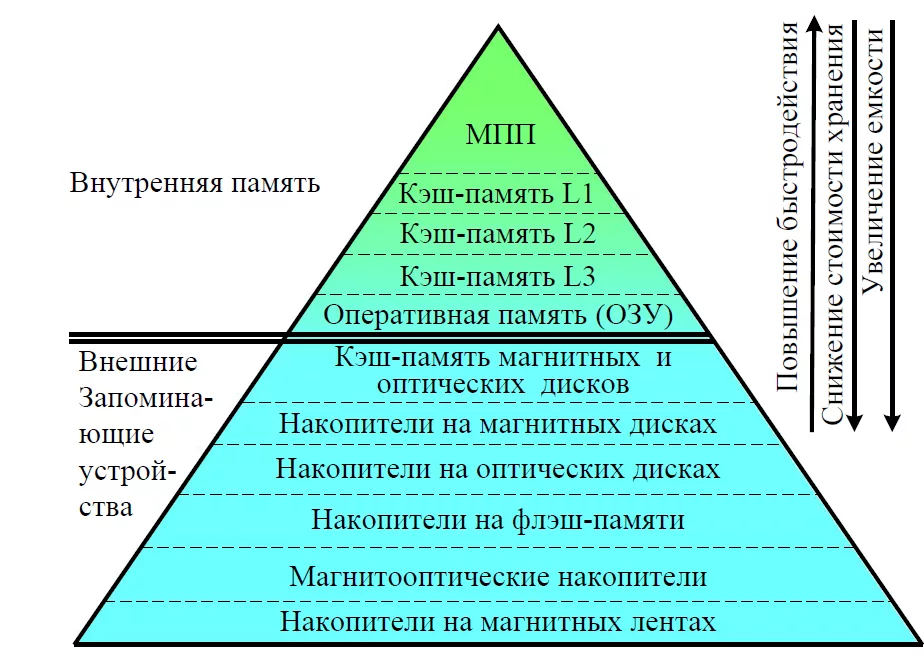 МПП
Внутренняя память
Кэш-память L1
Кэш-память L2
Кэш-память L3
Оперативная память (ОЗУ)
Внешние
Запомина-
ющие
устрой-
ства
Кэш-память магнитных и
оптических дисков
Накопители на магнитных дисках
Накопители на оптических дисках
Накопители на флэш-памяти
Магнитооптические накопители
Накопители на магнитных лентах
Повышение быстродействия
Снижение стоимости хранения
Увеличение емкости